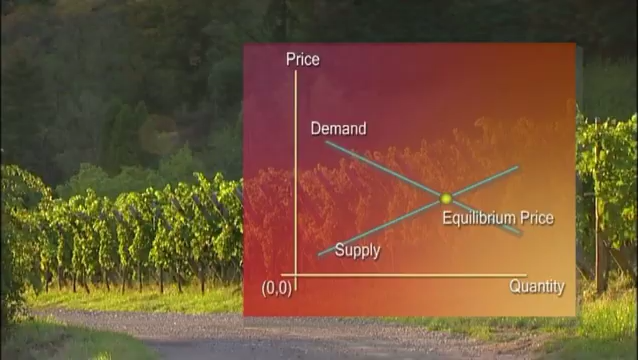 Price
Demand
Equilibrium Price
Supply
(0,0)
Quantity